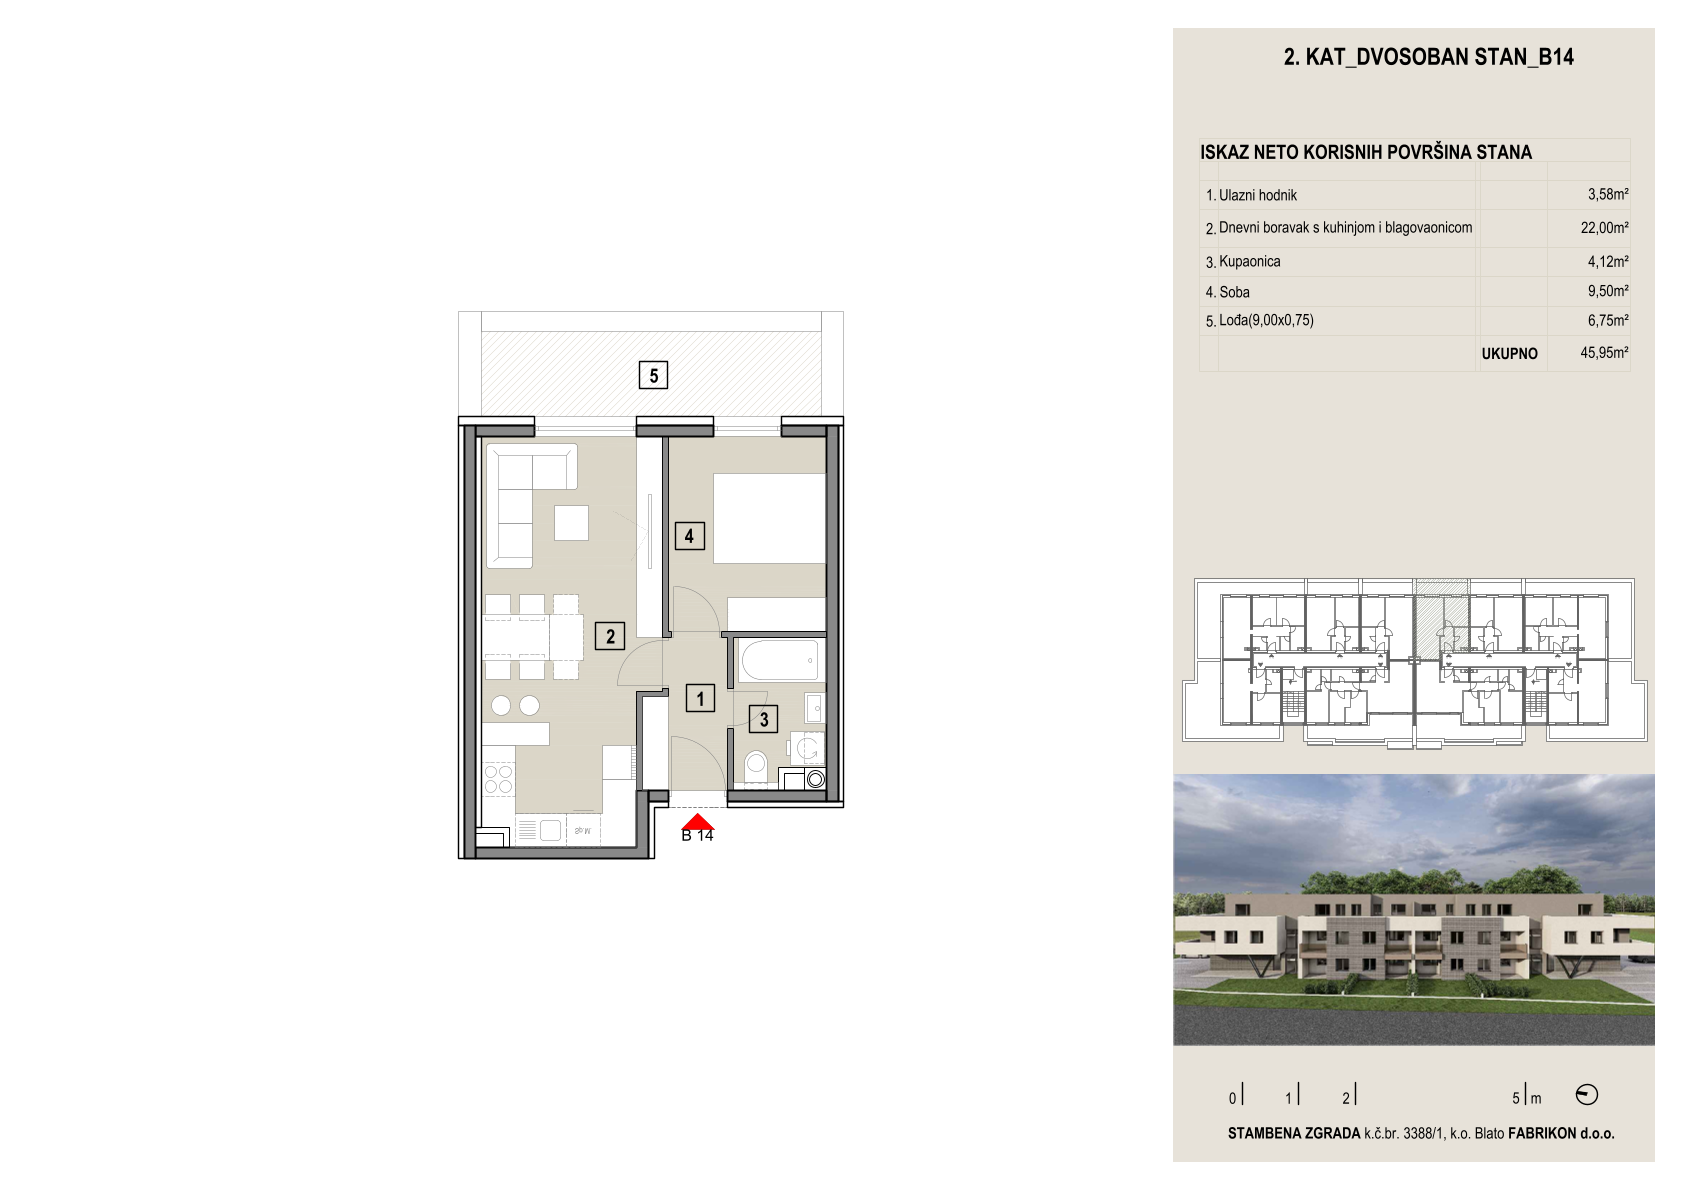 2. KAT_DVOSOBAN STAN_B14
ISKAZ NETO KORISNIH POVRŠINA STANA
1. Ulazni hodnik 3,58m²
2. Dnevni boravak s kuhinjom i blagovaonicom 22,00m²
3. Kupaonica 4,12m²
4. Soba 9,50m²
5. Lođa(9,00x0,75) 6,75m²
UKUPNO 45,95m²
5
4
2
1
3
Sp.M.
B 14
0 1 2 5 m
STAMBENA ZGRADA k.č.br. 3388/1, k.o. Blato FABRIKON d.o.o.